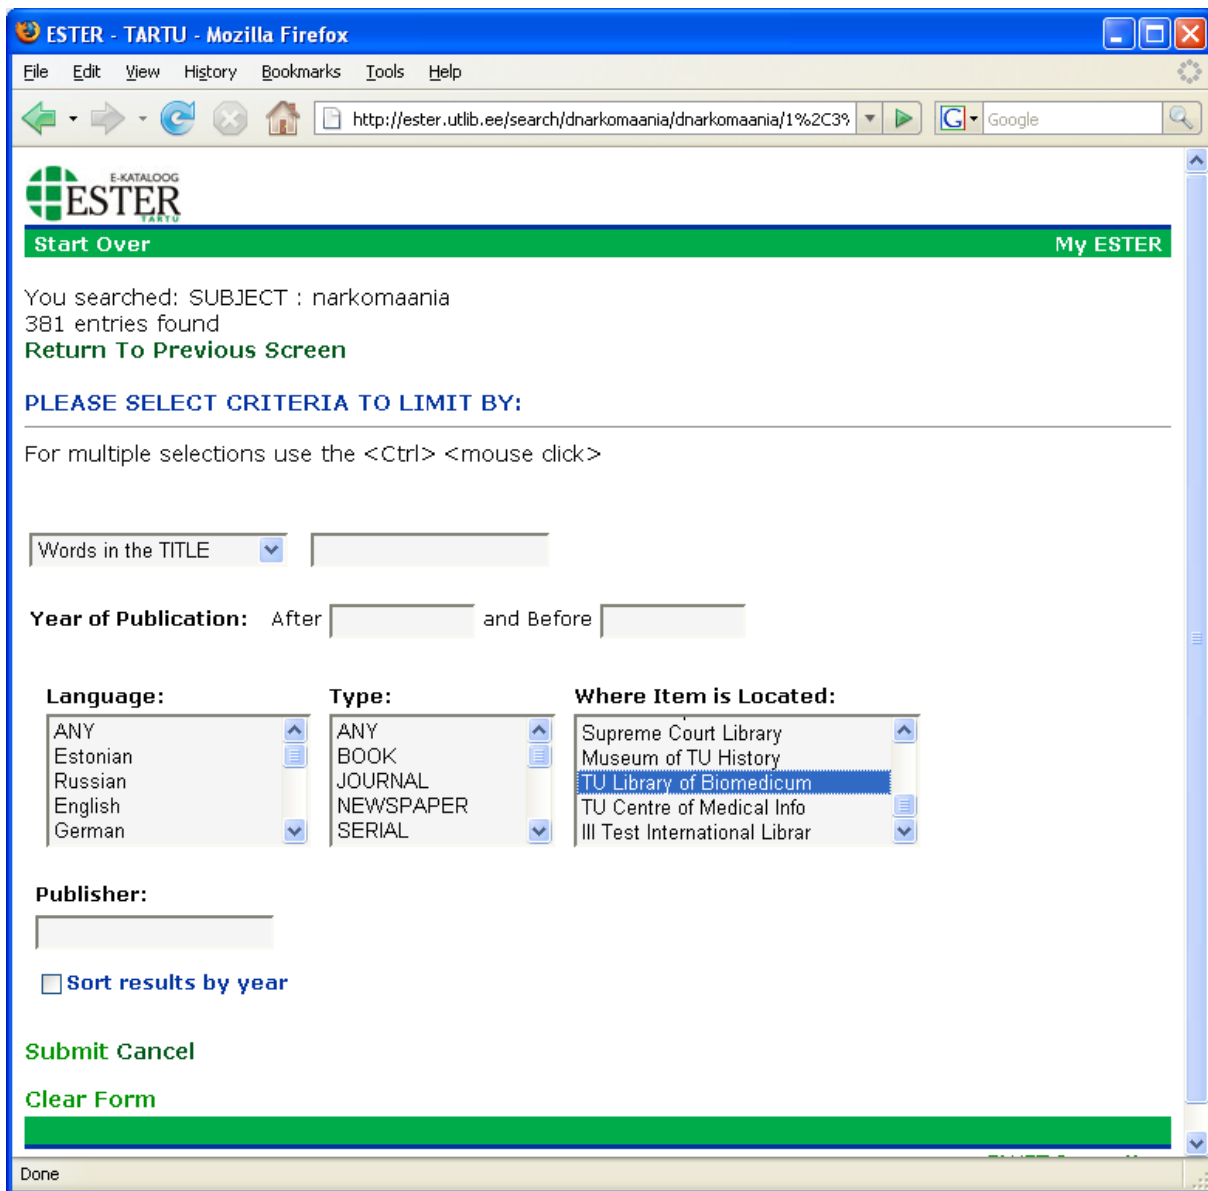 ESTER - TARTU - Mozilla Firefox
File Edit View History Bookmarks Tools Help
http://ester.utlib.ee/search/dnarkomaania/dnarkomaania/1%2C3% G Google
E-KATALOOG
ESTER
TARTU
Start Over My ESTER
You searched: SUBJECT : narkomaania
381 entries found
Return To Previous Screen
PLEASE SELECT CRITERIA TO LIMIT BY:
For multiple selections use the <Ctrl> <mouse click>
Words in the TITLE
Year of Publication: After and Before
Language: Type: Where Item is Located:
ANY ANY Supreme Court Library
Estonian BOOK Museum of TU History
Russian JOURNAL TU Library of Biomedicum
English NEWSPAPER TU Centre of Medical Info
German SERIAL III Test International Librar
Publisher:
Sort results by year
Submit Cancel
Clear Form
Done